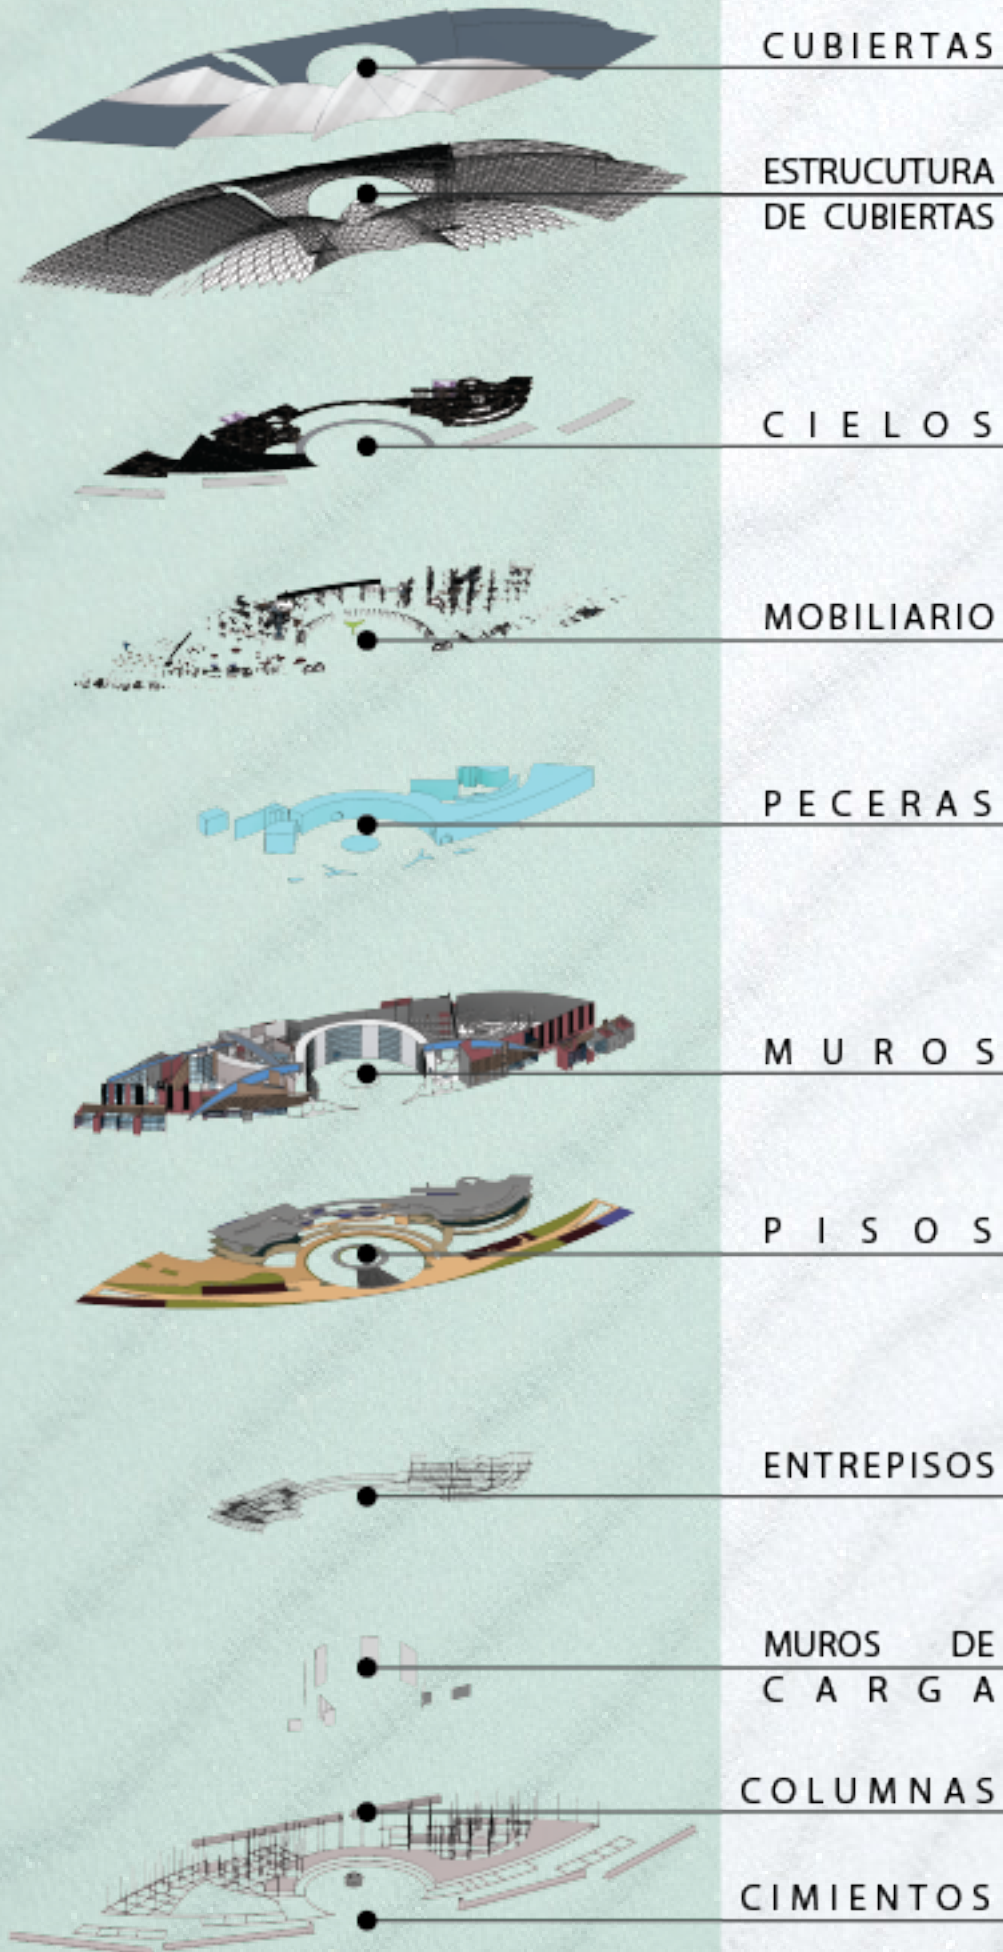 CUBIERTAS
ESTRUCUTURA
DE CUBIERTAS
CIELOS
MOBILIARIO
PECERAS
MUROS
PISOS
ENTREPISOS
MUROS DE
CARGA
COLUMNAS
CIMIENTOS